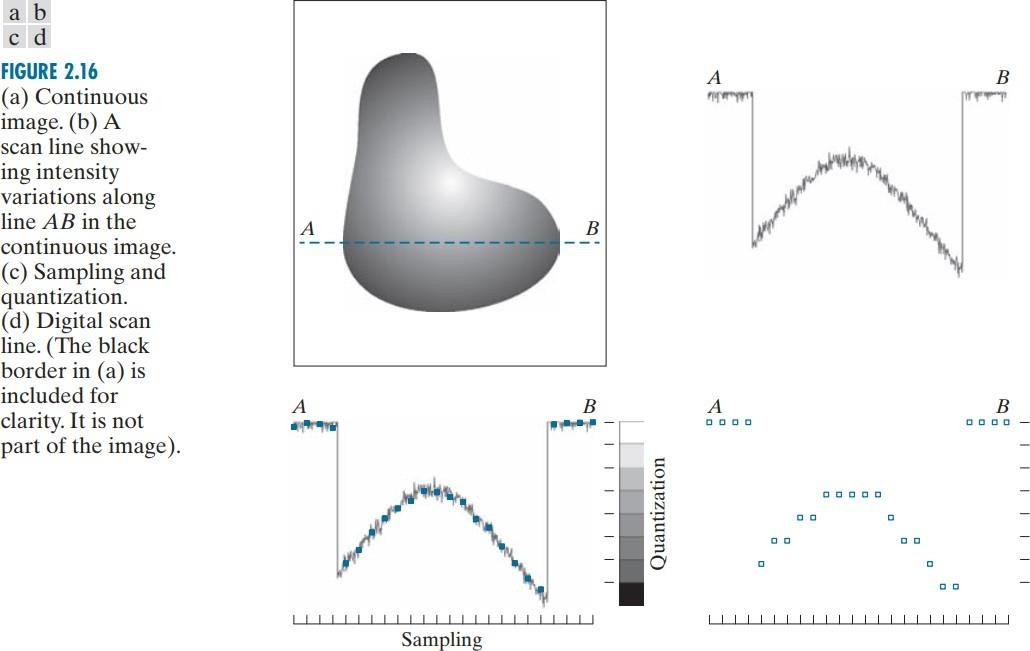 a b
c d
FIGURE 2.16
(a) Continuous
image. (b) A
scan line show-
ing intensity
variations along
line AB in the
continuous image.
(c) Sampling and
quantization.
(d) Digital scan
line. (The black
border in (a) is
included for
clarity. It is not
part of the image).
A B
A B
A B
Quantization
Sampling
A B